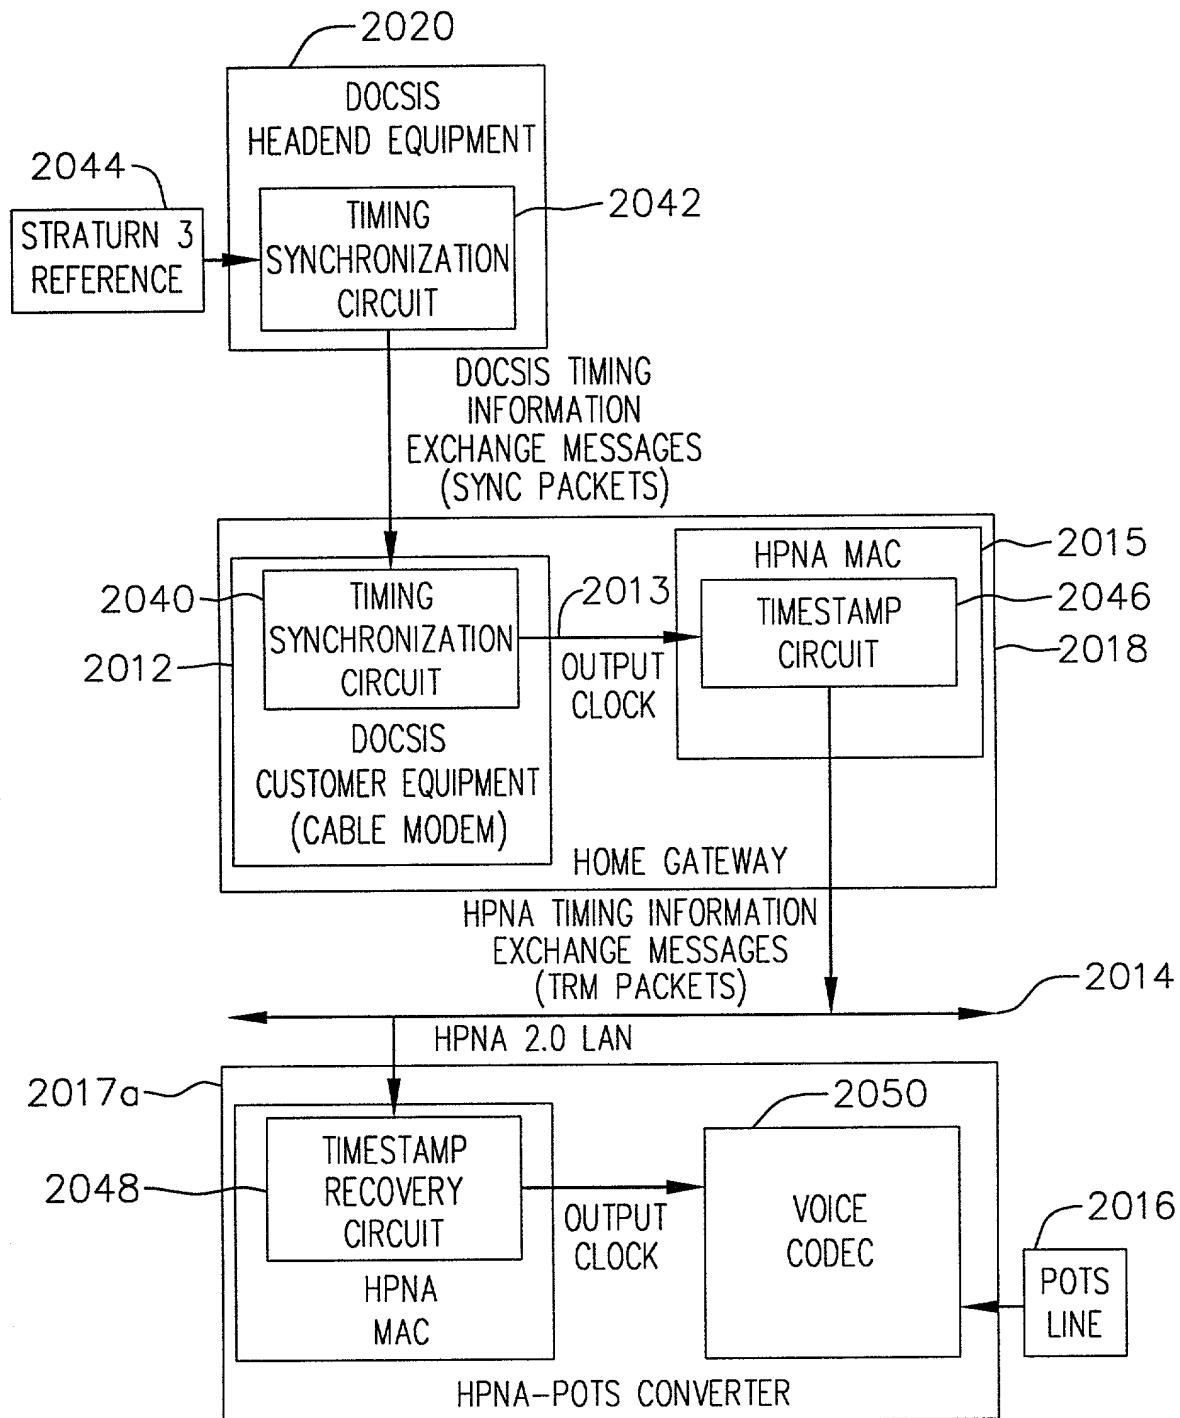 2020
DOCSIS
HEADEND EQUIPMENT
2044
STRATURN 3
REFERENCE
TIMING
SYNCHRONIZATION
CIRCUIT
2042
DOCSIS TIMING
INFORMATION
EXCHANGE MESSAGES
(SYNC PACKETS)
HPNA MAC
2015
2040
TIMING
SYNCHRONIZATION
CIRCUIT
2013
OUTPUT
CLOCK
TIMESTAMP
CIRCUIT
2046
2012
2018
DOCSIS
CUSTOMER EQUIPMENT
(CABLE MODEM)
HOME GATEWAY
HPNA TIMING INFORMATION
EXCHANGE MESSAGES
(TRM PACKETS)
2014
HPNA 2.0 LAN
2017a
2050
TIMESTAMP
RECOVERY
CIRCUIT
2048
OUTPUT
CLOCK
VOICE
CODEC
2016
POTS
LINE
HPNA
MAC
HPNA-POTS CONVERTER